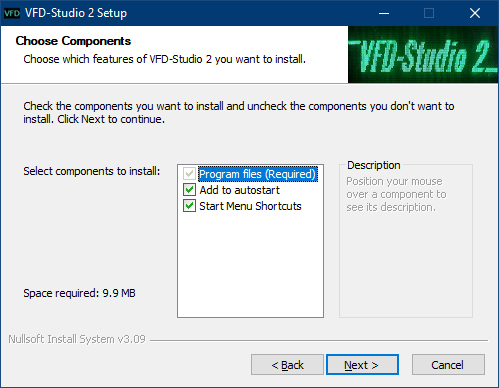 VFD VFD-Studio 2 Setup
Choose Components
Choose which features of VFD-Studio 2 you want to install.
VFD-Studio 2
Check the components you want to install and uncheck the components you don't want to
install. Click Next to continue.
Select components to install:
Program files (Required)
Add to autostart
Start Menu Shortcuts
Description
Position your mouse
over a component to
see its description.
Space required: 9.9 MB
Nullsoft Install System v3.09
< Back
Next >
Cancel